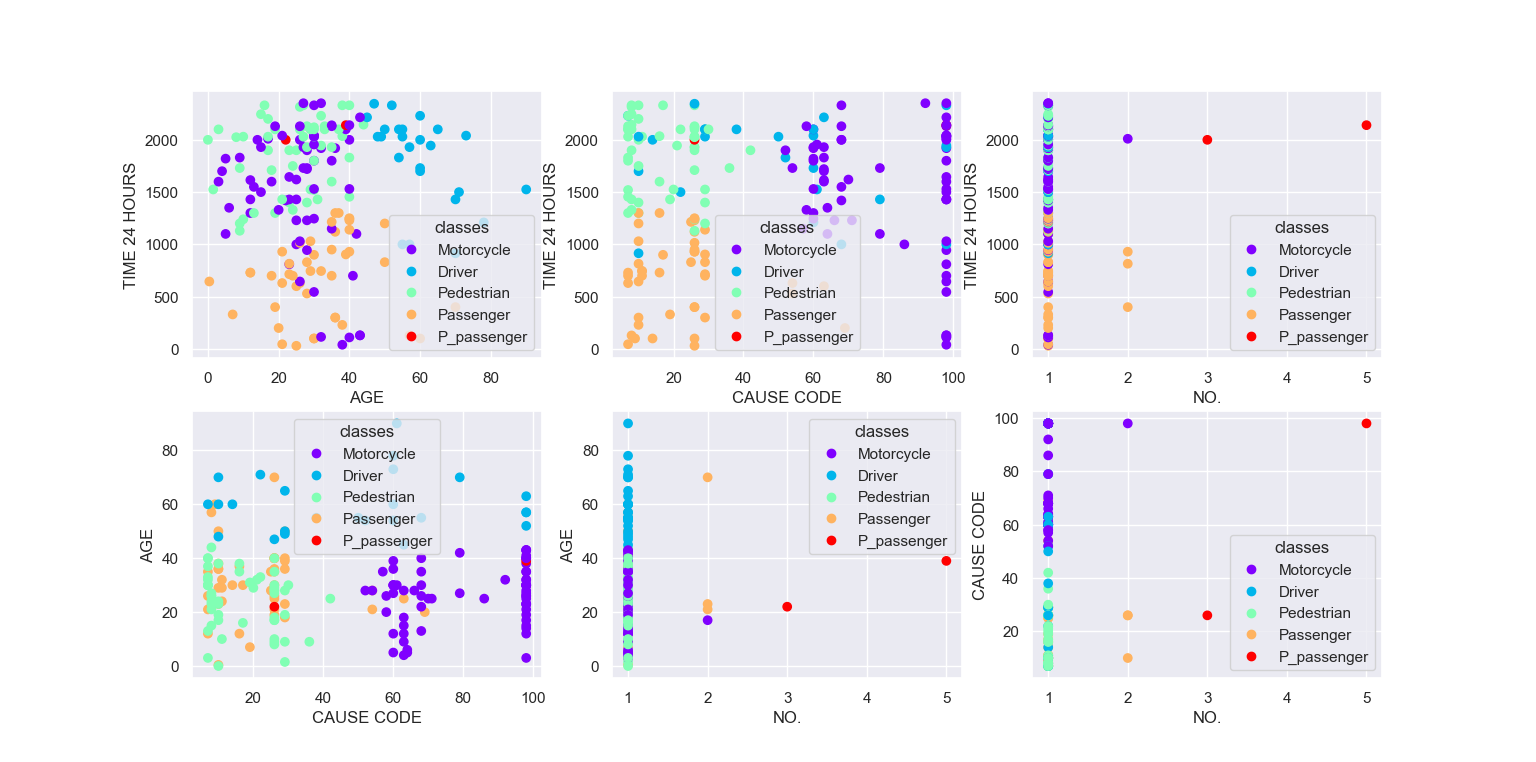 TIME 24 HOURS
2000
1500
1000
500
0
0 20 40 60 80
AGE
classes
Motorcycle
Driver
Pedestrian
Passenger
P_passenger
TIME 24 HOURS
2000
1500
1000
500
0
20 40 60 80 100
CAUSE CODE
classes
Motorcycle
Driver
Pedestrian
Passenger
P_passenger
TIME 24 HOURS
2000
1500
1000
500
0
1 2 3 4 5
NO.
classes
Motorcycle
Driver
Pedestrian
Passenger
P_passenger
AGE
80
60
40
20
0
20 40 60 80 100
CAUSE CODE
classes
Motorcycle
Driver
Pedestrian
Passenger
P_passenger
AGE
80
60
40
20
0
1 2 3 4 5
NO.
classes
Motorcycle
Driver
Pedestrian
Passenger
P_passenger
CAUSE CODE
100
80
60
40
20
1 2 3 4 5
NO.
classes
Motorcycle
Driver
Pedestrian
Passenger
P_passenger